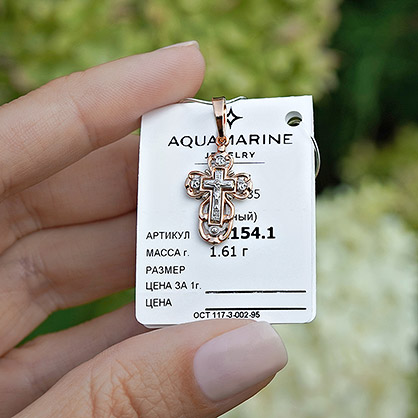 AQUAMARINE
JEWELRY
35
ный)
АРТИКУЛ 154.1
МАССА г. 1.61 г
РАЗМЕР
ЦЕНА ЗА 1г.
ЦЕНА
ОСТ 117-3-002-95